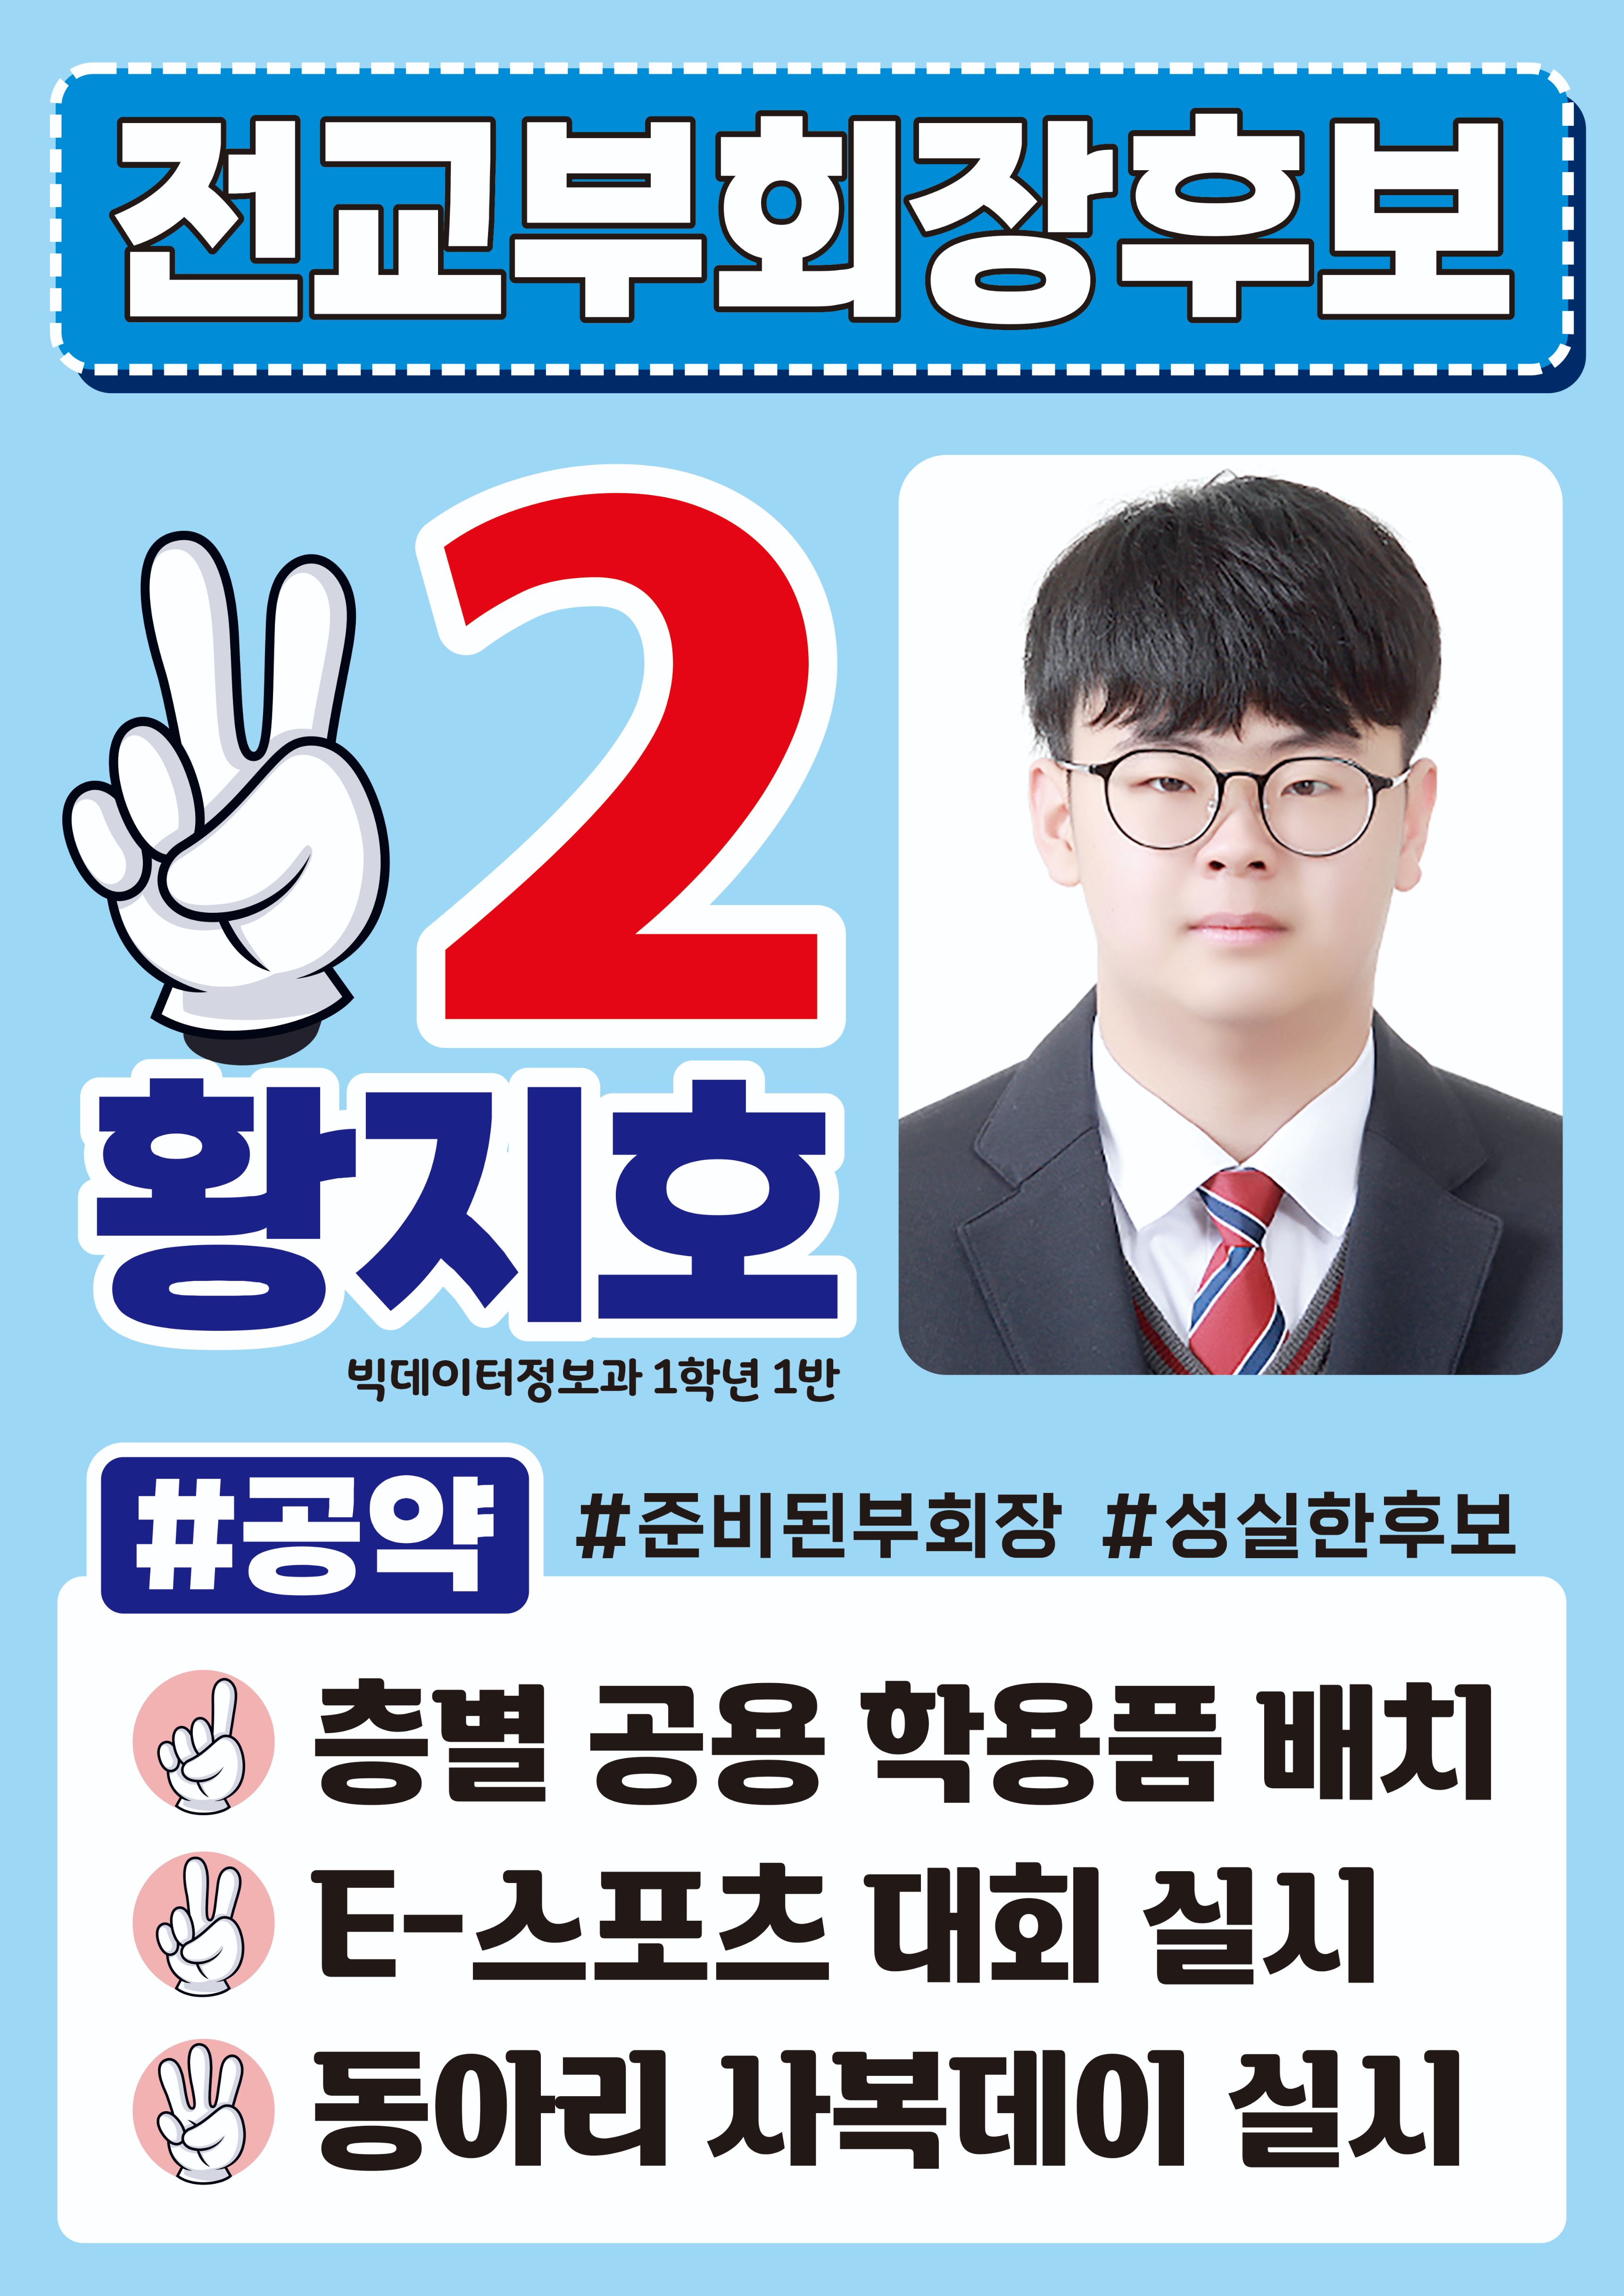 전교부회장후보
2
황지호
빅데이터정보과 1학년 1반
#공약 #준비된부회장 #성실한후보
층별 공용 학용품 배치
E-스포츠 대회 실시
동아리 사복데이 실시